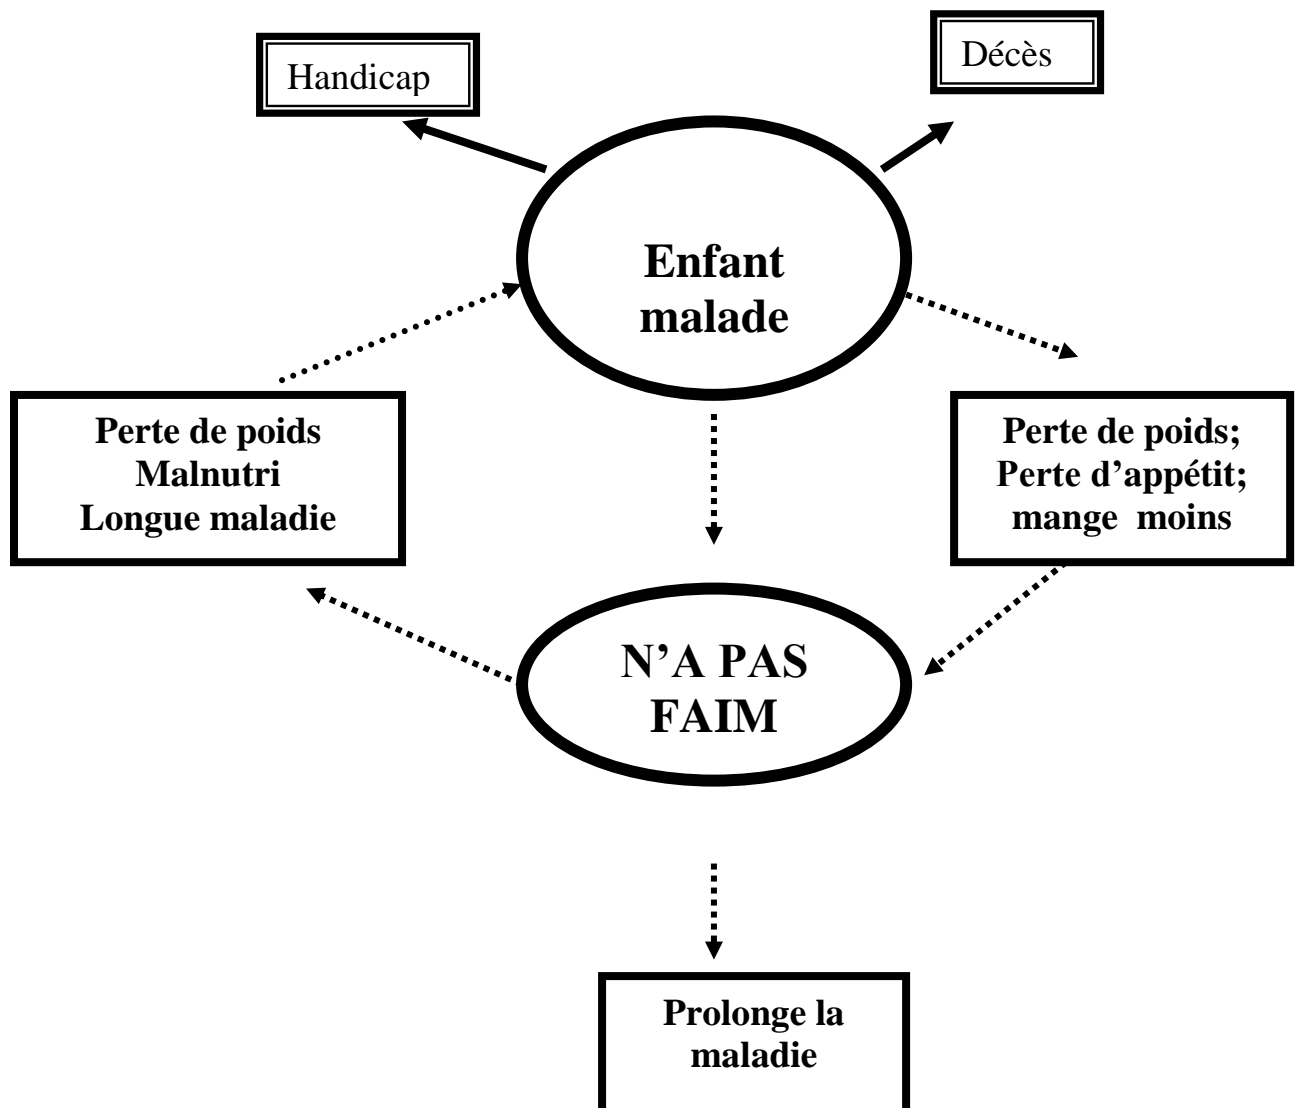 Handicap
Décès
Enfant
malade
Perte de poids
Malnutri
Longue maladie
Perte de poids;
Perte d’appétit;
mange  moins
N’A PAS
FAIM
Prolonge la
maladie